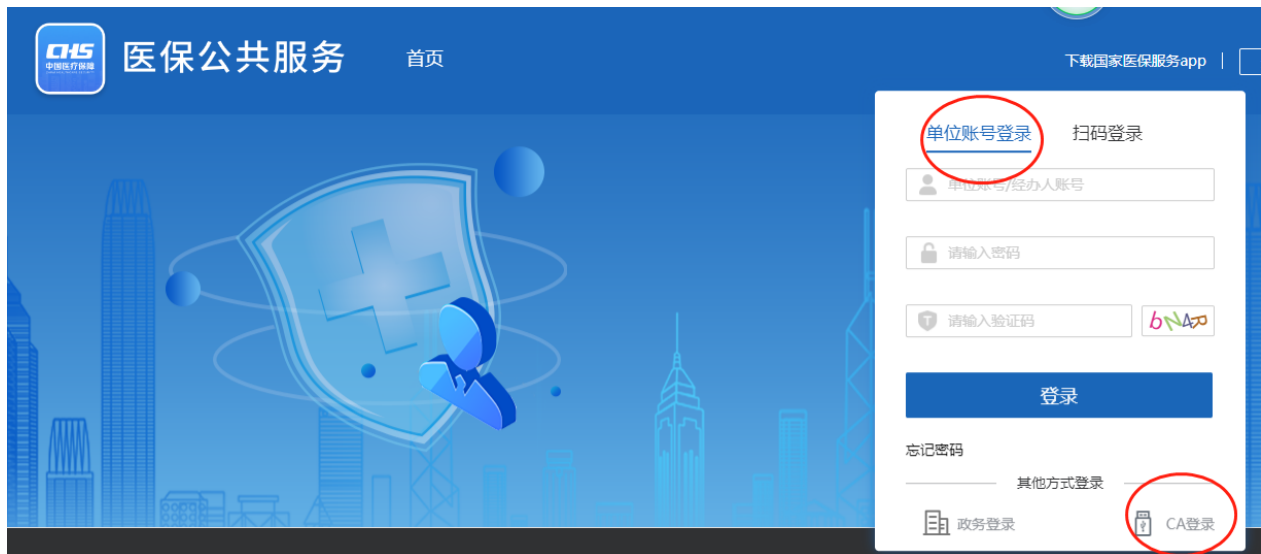 CHS
中国医疗保障
医保公共服务
首页
下载国家医保服务app
单位账号登录
扫码登录
单位账号/经办人账号
请输入密码
请输入验证码
bN4R
登录
忘记密码
其他方式登录
政务登录
CA登录